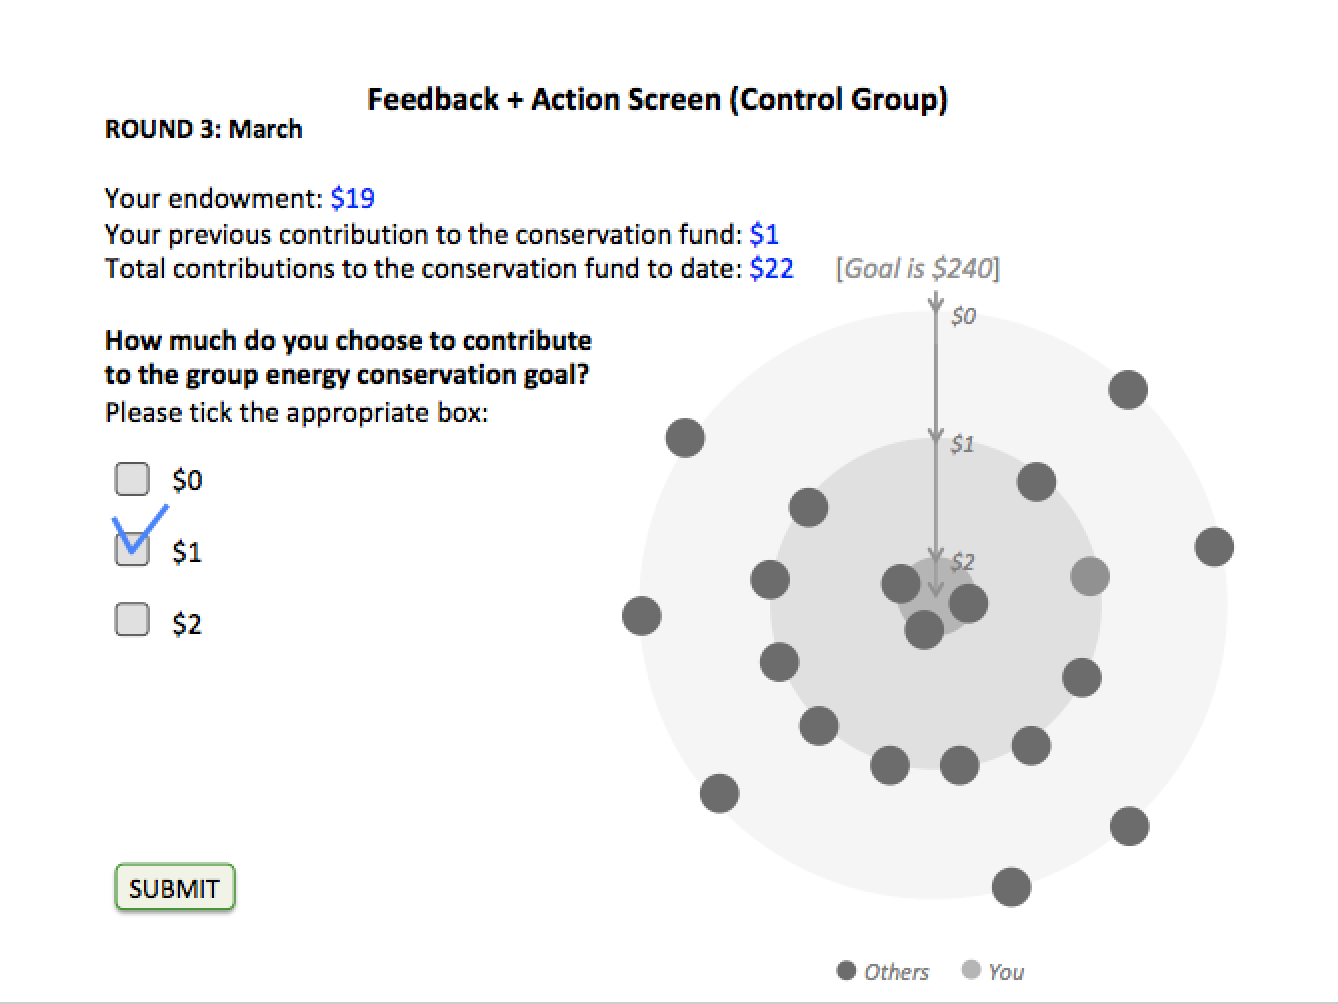 Feedback + Action Screen (Control Group)
ROUND 3: March
Your endowment: $19
Your previous contribution to the conservation fund: $1
Total contributions to the conservation fund to date: $22 [Goal is $240]
How much do you choose to contribute
to the group energy conservation goal?
Please tick the appropriate box:
$0
$1
$2
$0
$1
$2
SUBMIT
Others You